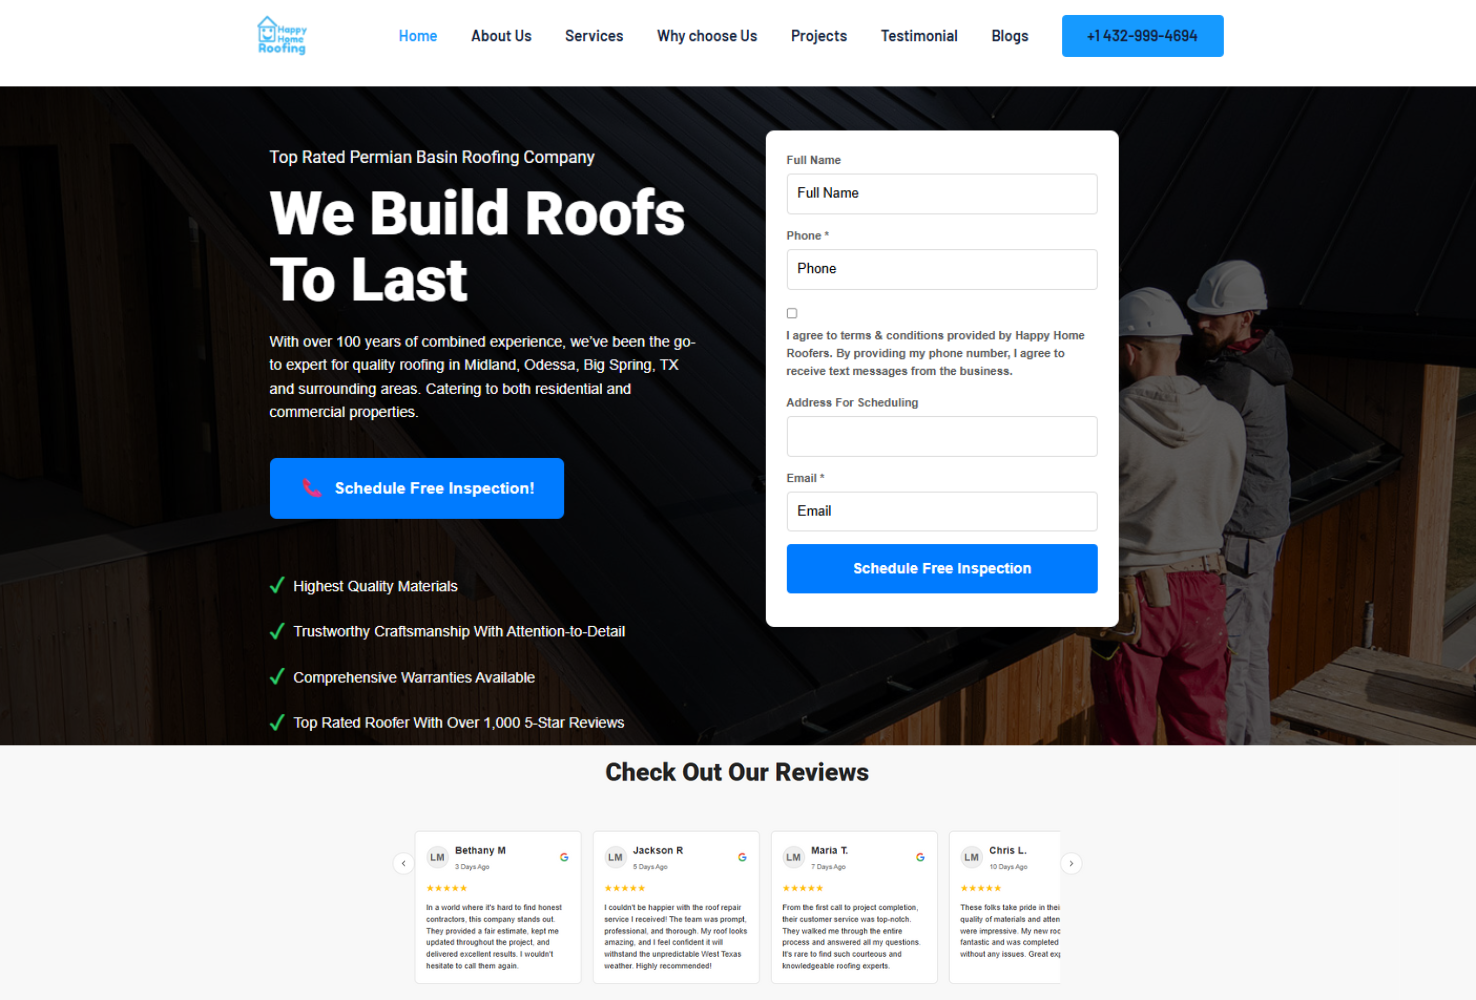 Happy
Home
Roofing
Home
About Us
Services
Why choose Us
Projects
Testimonial
Blogs
+1 432-999-4694
Top Rated Permian Basin Roofing Company
We Build Roofs
To Last
With over 100 years of combined experience, we've been the go-
to expert for quality roofing in Midland, Odessa, Big Spring, TX
and surrounding areas. Catering to both residential and
commercial properties.
Schedule Free Inspection!
Highest Quality Materials
Trustworthy Craftsmanship With Attention-to-Detail
Comprehensive Warranties Available
Top Rated Roofer With Over 1,000 5-Star Reviews
Full Name
Full Name
Phone *
Phone
I agree to terms & conditions provided by Happy Home
Roofers. By providing my phone number, I agree to
receive text messages from the business.
Address For Scheduling
Email *
Email
Schedule Free Inspection
Check Out Our Reviews
LM
Bethany M
3 Days Ago
In a world where it's hard to find honest
contractors, this company stands out.
They provided a fair estimate, kept me
updated throughout the project, and
delivered excellent results. I wouldn't
hesitate to call them again.
LM
Jackson R
5 Days Ago
I couldn't be happier with the roof repair
service I received! The team was prompt,
professional, and thorough. My roof looks
amazing, and I feel confident it will
withstand the unpredictable West Texas
weather. Highly recommended!
LM
Maria T.
7 Days Ago
From the first call to project completion,
their customer service was top-notch.
They walked me through the entire
process and answered all my questions.
It's rare to find such courteous and
knowledgeable roofing experts.
LM
Chris L.
10 Days Ago
These folks take pride in thei
quality of materials and atten
were impressive. My new roo
fantastic and was completed
without any issues. Great exp